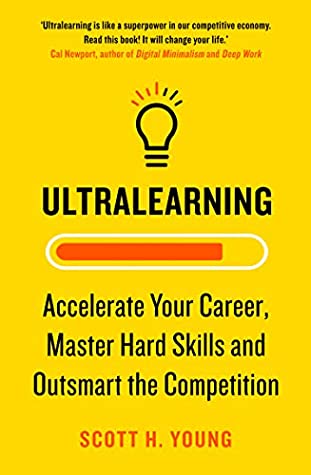 'Ultralearning is like a superpower in our competitive economy.
Read this book! It will change your life.'
Cal Newport, author of Digital Minimalism and Deep Work
ULTRALEARNING
Accelerate Your Career,
Master Hard Skills and
Outsmart the Competition
SCOTT H. YOUNG